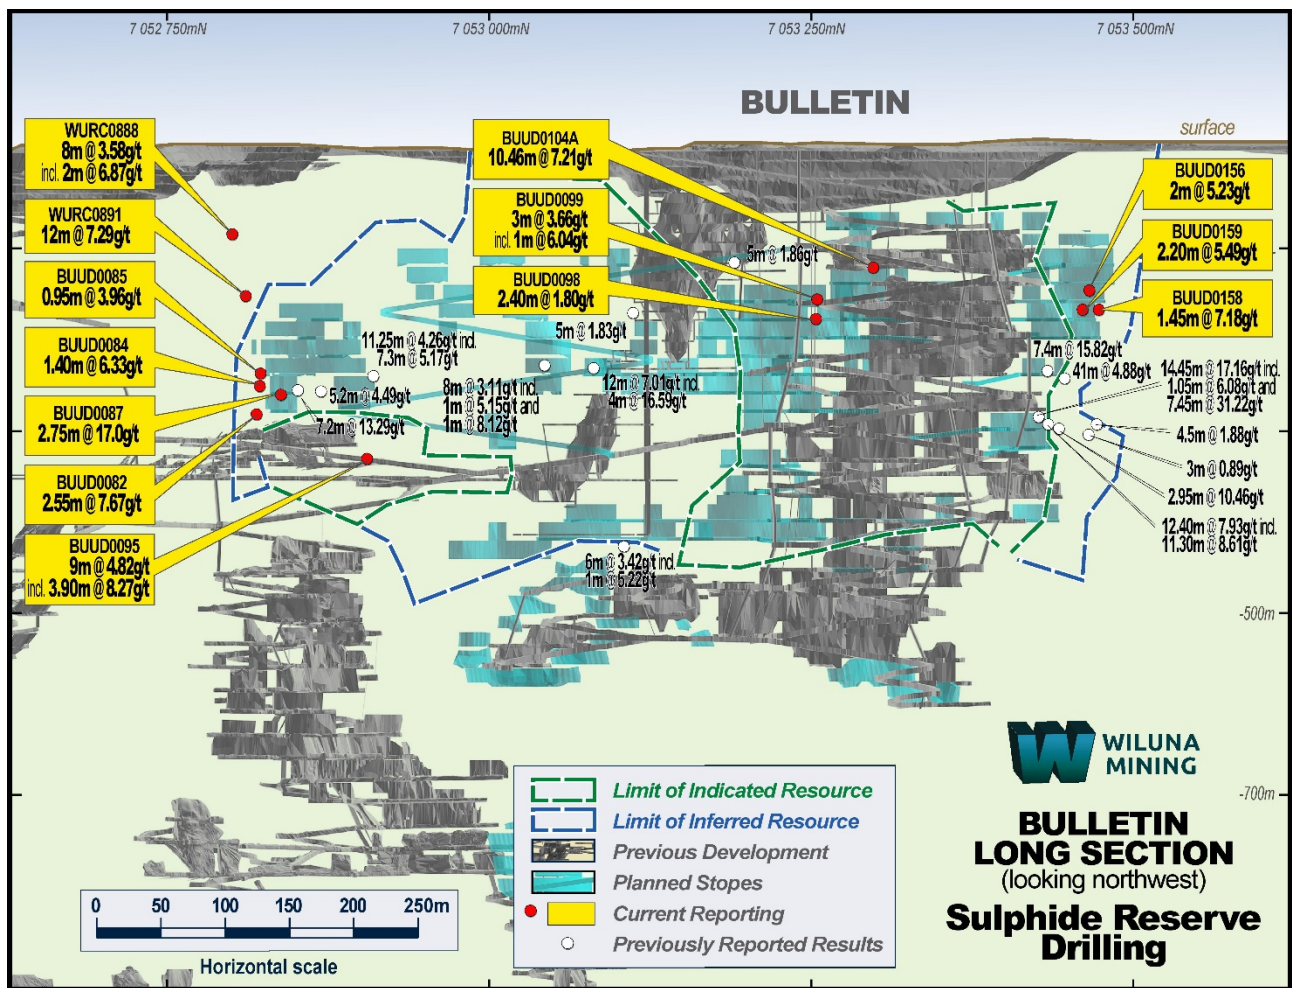 7 052 750mN
7 053 000mN
7 053 250mN
7 053 500mN
BULLETIN
surface
WURC0888
8m @ 3.58g/t
incl. 2m @ 6.87g/t
WURC0891
12m @ 7.29g/t
BUUD0085
0.95m @ 3.96g/t
BUUD0084
1.40m @ 6.33g/t
BUUD0087
2.75m @ 17.0g/t
BUUD0082
2.55m @ 7.67g/t
BUUD0095
9m @ 4.82g/t
incl. 3.90m @ 8.27g/t
BUUD0104A
10.46m @ 7.21g/t
BUUD0099
3m @ 3.66g/t
incl. 1m @ 6.04g/t
BUUD0098
2.40m @ 1.80g/t
BUUD0156
2m @ 5.23g/t
BUUD0159
2.20m @ 5.49g/t
BUUD0158
1.45m @ 7.18g/t
5m @ 1.86g/t
5m @ 1.83g/t
11.25m @ 4.26g/t incl.
7.3m @ 5.17g/t
5.2m @ 4.49g/t
7.2m @ 13.29g/t
8m @ 3.11g/t incl.
1m @ 5.15g/t and
1m @ 8.12g/t
12m @ 7.01g/t incl.
4m @ 16.59g/t
6m @ 3.42g/t incl.
1m @ 5.22g/t
7.4m @ 15.82g/t
41m @ 4.88g/t
14.45m @ 17.16g/t incl.
1.05m @ 6.08g/t and
7.45m @ 31.22g/t
4.5m @ 1.88g/t
3m @ 0.89g/t
2.95m @ 10.46g/t
12.40m @ 7.93g/t incl.
11.30m @ 8.61g/t
-500m
-700m
WILUNA
MINING
BULLETIN
LONG SECTION
(looking northwest)
Sulphide Reserve
Drilling
Limit of Indicated Resource
Limit of Inferred Resource
Previous Development
Planned Stopes
Current Reporting
Previously Reported Results
0 50 100 150 200 250m
Horizontal scale